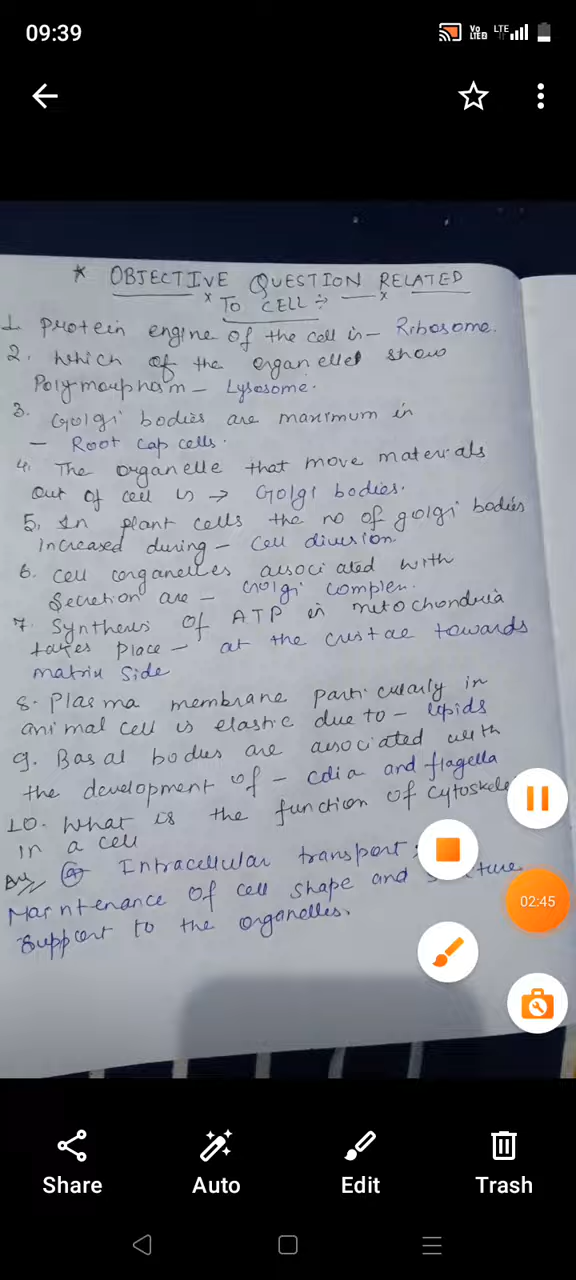 09:39
Vo LTE LTE
* OBJECTIVE QUESTION RELATED
TO CELL :-
1. Protein engine of the cell is - Ribosome.
2. Which of the organelles show
Polymorphism - Lysosome.
3. Golgi bodies are maximum in
- Root cap cells.
4. The organelle that move materials
out of cell is → Golgi bodies.
5. In plant cells the no of golgi bodies
increased during - Cell division.
6. Cell organelles associated with
Secretion are - Golgi complex.
7. Synthesis of ATP in mitochondria
takes place - at the cristae towards
matrix side
8. Plasma membrane particularly in
animal cell is elastic due to - lipids
9. Basal bodies are associated with
the development of - cilia and flagella
10. What is the function of cytoskele
in a cell
Ans Intracellular transport,
Maintenance of cell shape and
Support to the organelles.
02:45
Share Auto Edit Trash